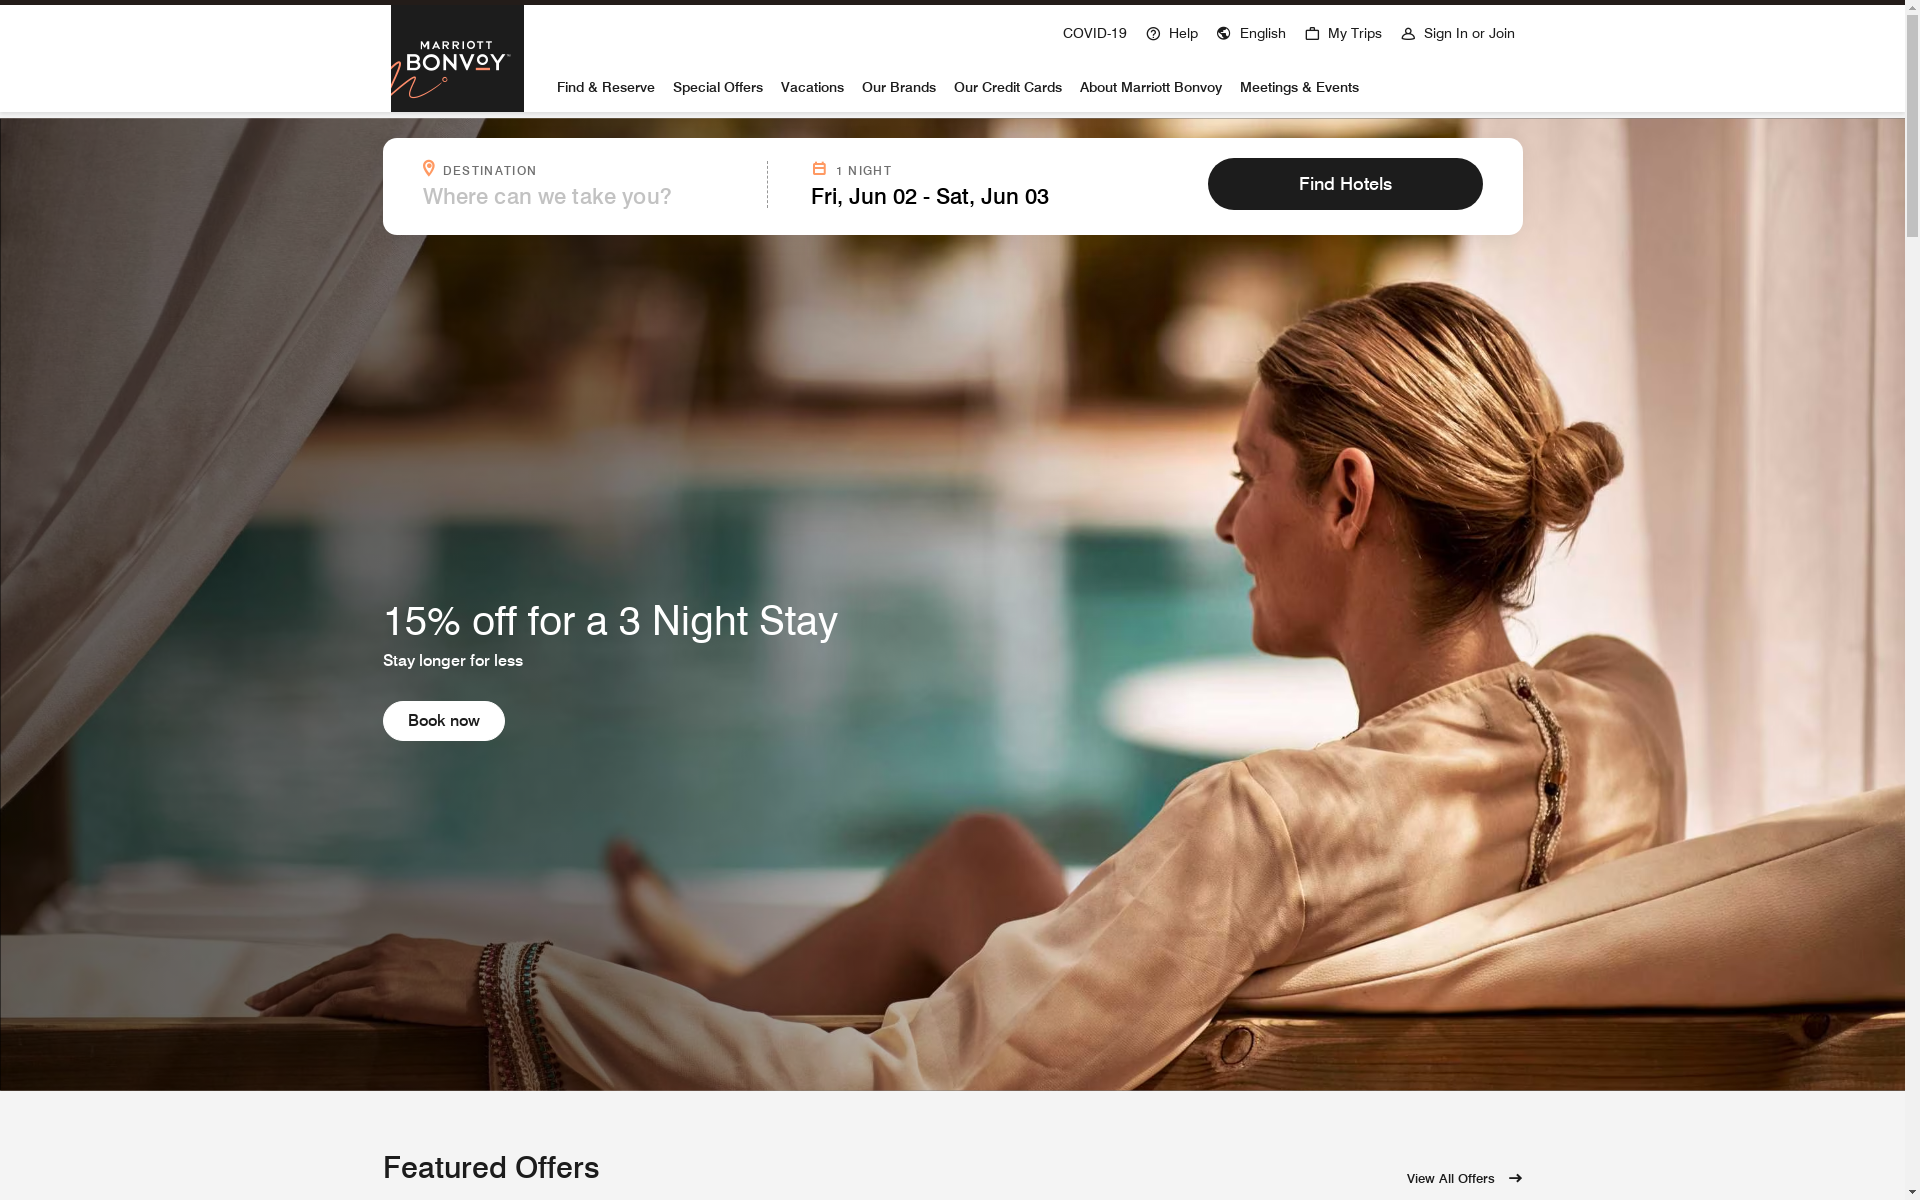 COVID-19
Help
English
My Trips
Sign In or Join
MARRIOTT
BONVOY
Find & Reserve
Special Offers
Vacations
Our Brands
Our Credit Cards
About Marriott Bonvoy
Meetings & Events
DESTINATION
Where can we take you?
1 NIGHT
Fri, Jun 02 - Sat, Jun 03
Find Hotels
15% off for a 3 Night Stay
Stay longer for less
Book now
Featured Offers
View All Offers